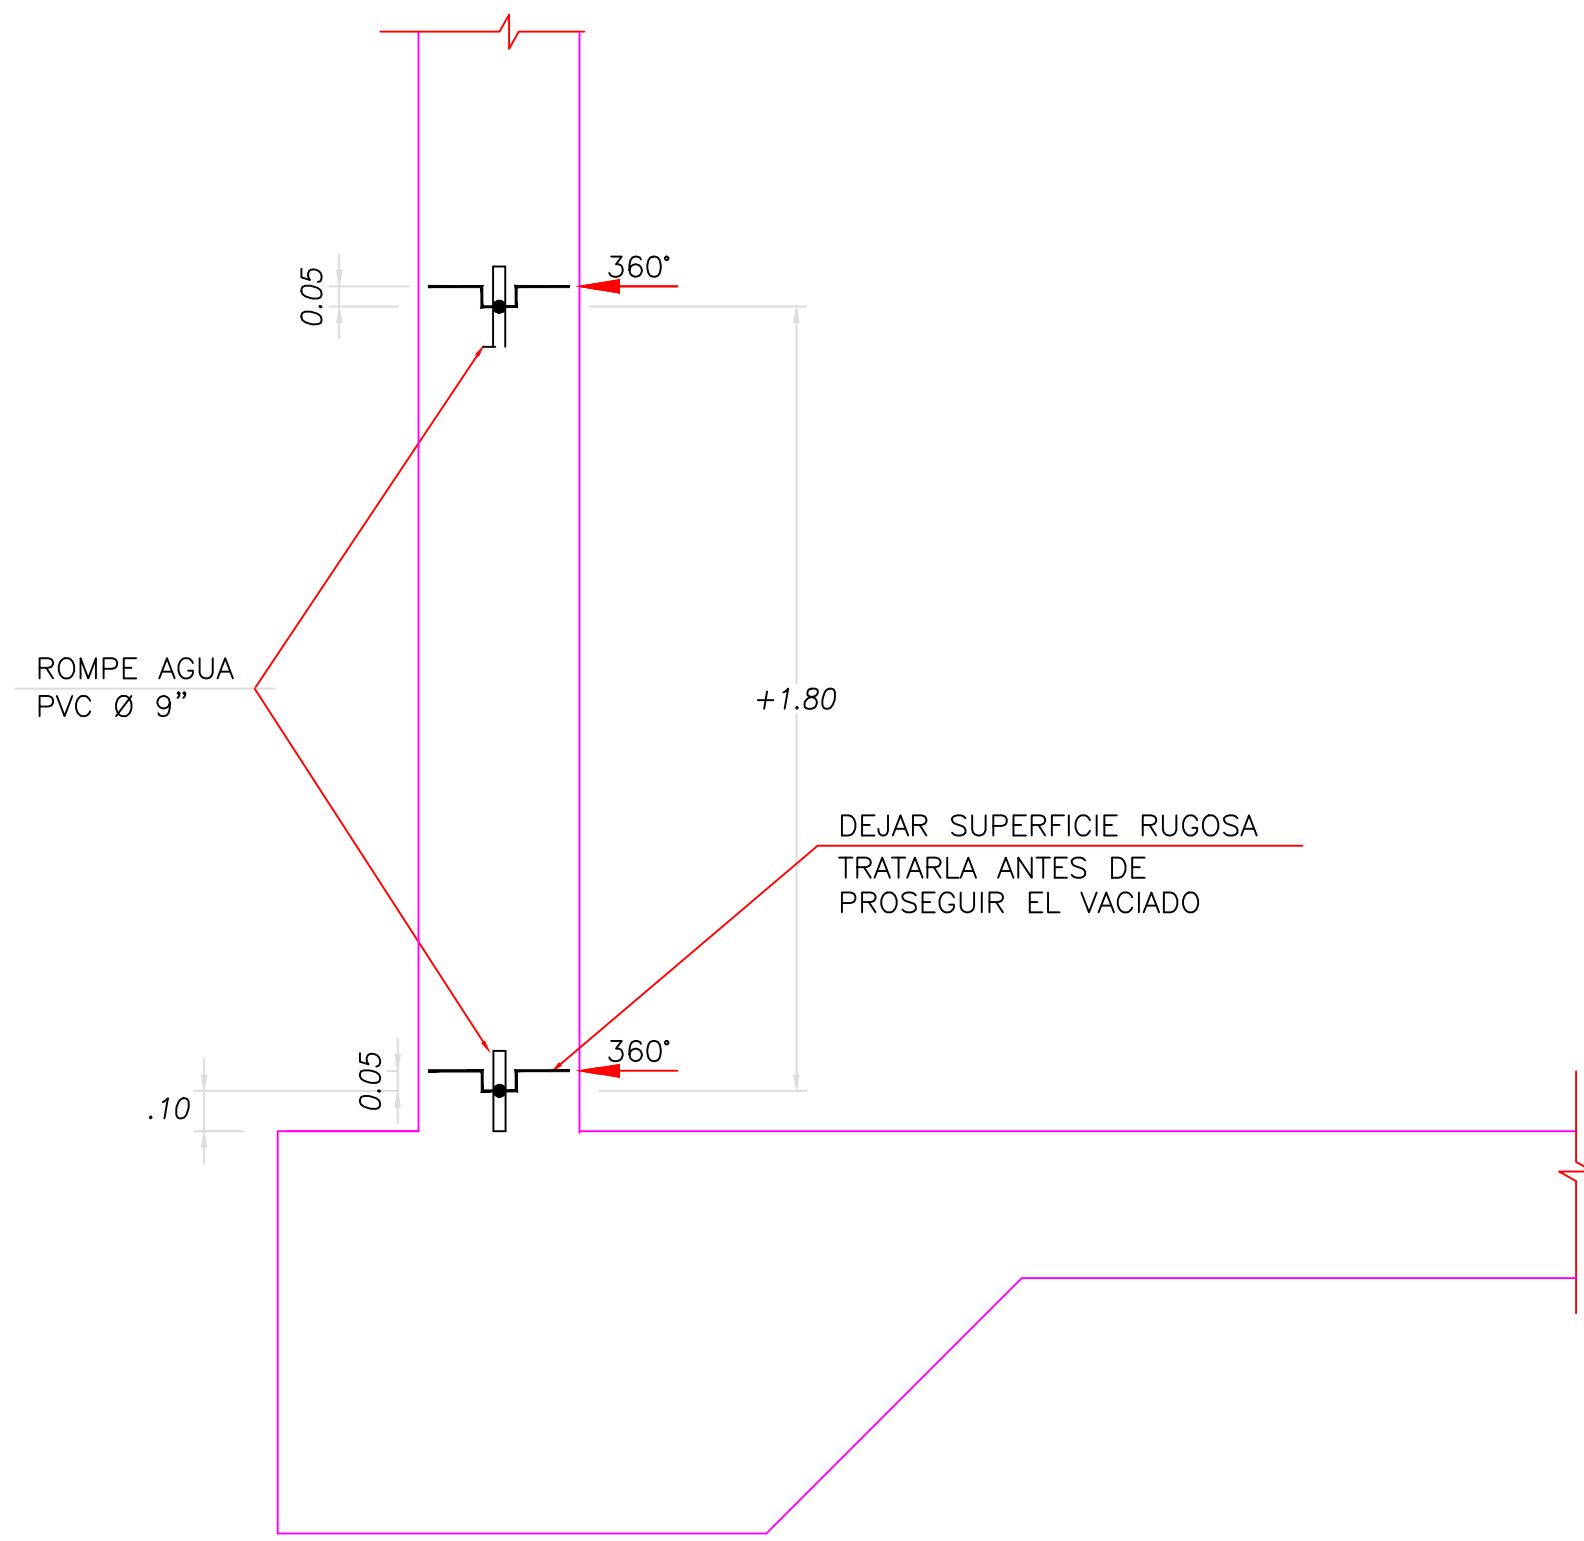 360°
0.05
ROMPE AGUA
PVC Ø 9”
+1.80
DEJAR SUPERFICIE RUGOSA
TRATARLA ANTES DE
PROSEGUIR EL VACIADO
360°
0.05
.10